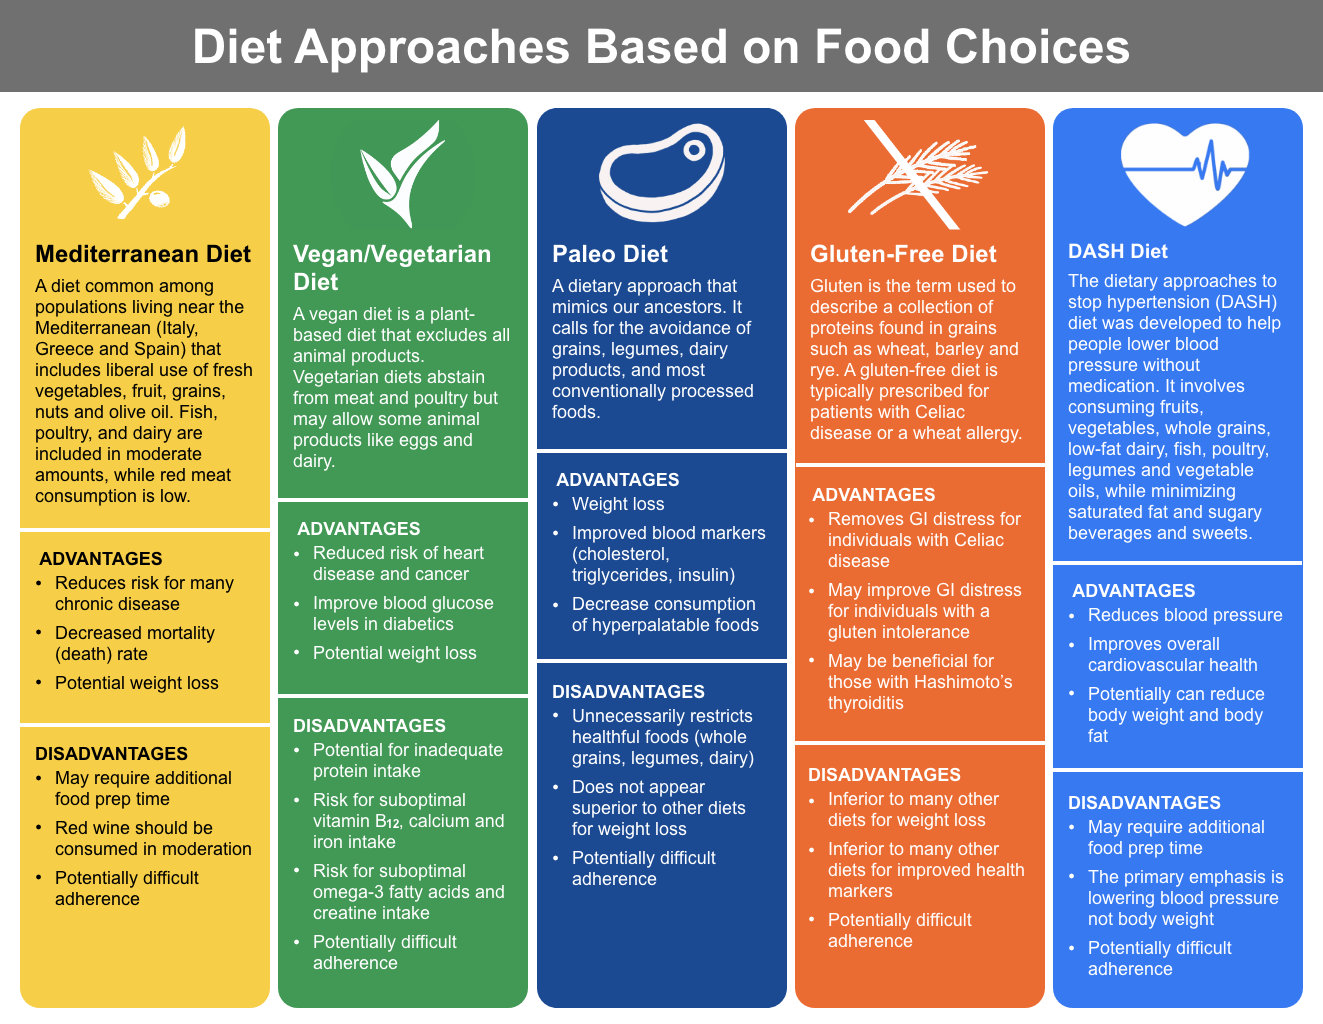 Diet Approaches Based on Food Choices
Mediterranean Diet
A diet common among
populations living near the
Mediterranean (Italy,
Greece and Spain) that
includes liberal use of fresh
vegetables, fruit, grains,
nuts and olive oil. Fish,
poultry, and dairy are
included in moderate
amounts, while red meat
consumption is low.
ADVANTAGES
• Reduces risk for many
chronic disease
• Decreased mortality
(death) rate
• Potential weight loss
DISADVANTAGES
• May require additional
food prep time
• Red wine should be
consumed in moderation
• Potentially difficult
adherence
Vegan/Vegetarian
Diet
A vegan diet is a plant-
based diet that excludes all
animal products.
Vegetarian diets abstain
from meat and poultry but
may allow some animal
products like eggs and
dairy.
ADVANTAGES
• Reduced risk of heart
disease and cancer
• Improve blood glucose
levels in diabetics
• Potential weight loss
DISADVANTAGES
• Potential for inadequate
protein intake
• Risk for suboptimal
vitamin B₁₂, calcium and
iron intake
• Risk for suboptimal
omega-3 fatty acids and
creatine intake
• Potentially difficult
adherence
Paleo Diet
A dietary approach that
mimics our ancestors. It
calls for the avoidance of
grains, legumes, dairy
products, and most
conventionally processed
foods.
ADVANTAGES
• Weight loss
• Improved blood markers
(cholesterol,
triglycerides, insulin)
• Decrease consumption
of hyperpalatable foods
DISADVANTAGES
• Unnecessarily restricts
healthful foods (whole
grains, legumes, dairy)
• Does not appear
superior to other diets
for weight loss
• Potentially difficult
adherence
Gluten-Free Diet
Gluten is the term used to
describe a collection of
proteins found in grains
such as wheat, barley and
rye. A gluten-free diet is
typically prescribed for
patients with Celiac
disease or a wheat allergy.
ADVANTAGES
• Removes GI distress for
individuals with Celiac
disease
• May improve GI distress
for individuals with a
gluten intolerance
• May be beneficial for
those with Hashimoto's
thyroiditis
DISADVANTAGES
• Inferior to many other
diets for weight loss
• Inferior to many other
diets for improved health
markers
• Potentially difficult
adherence
DASH Diet
The dietary approaches to
stop hypertension (DASH)
diet was developed to help
people lower blood
pressure without
medication. It involves
consuming fruits,
vegetables, whole grains,
low-fat dairy, fish, poultry,
legumes and vegetable
oils, while minimizing
saturated fat and sugary
beverages and sweets.
ADVANTAGES
• Reduces blood pressure
• Improves overall
cardiovascular health
• Potentially can reduce
body weight and body
fat
DISADVANTAGES
• May require additional
food prep time
• The primary emphasis is
lowering blood pressure
not body weight
• Potentially difficult
adherence